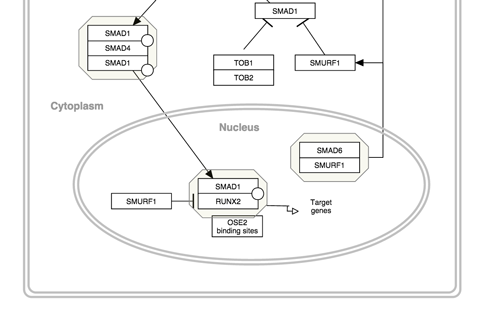 SMAD1
SMAD1
SMAD4
SMAD1
TOB1
TOB2
SMURF1
Cytoplasm
Nucleus
SMAD6
SMURF1
SMAD1
RUNX2
SMURF1
Target
genes
OSE2
binding sites